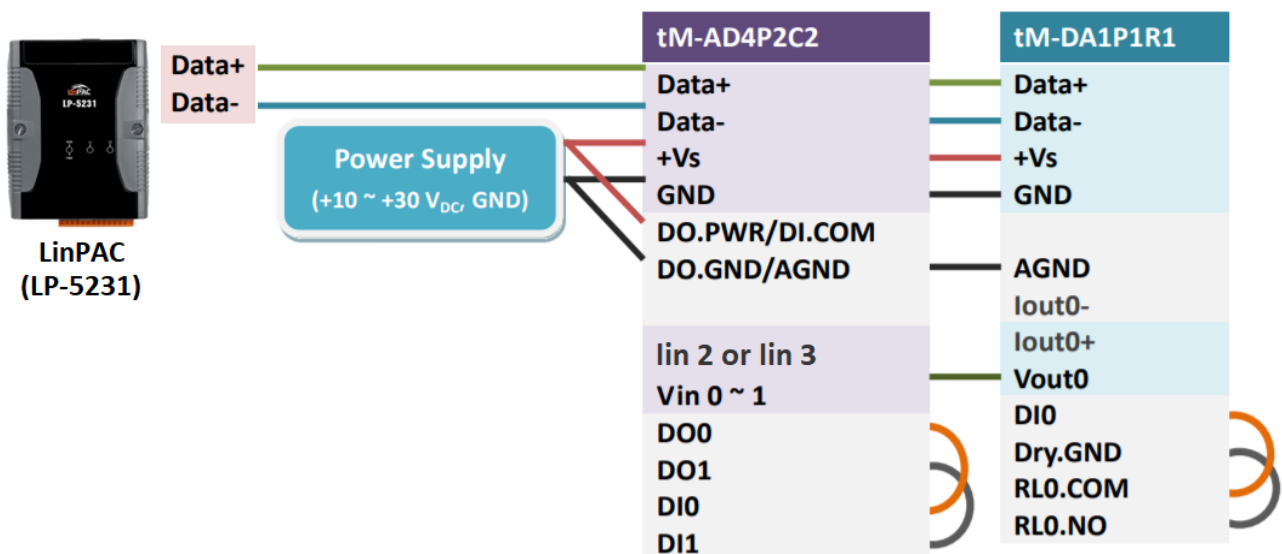 LinPAC
LP-5231
LinPAC
(LP-5231)
Data+
Data-
Power Supply
(+10 ~ +30 VDC, GND)
tM-AD4P2C2
Data+
Data-
+Vs
GND
DO.PWR/DI.COM
DO.GND/AGND
Iin 2 or Iin 3
Vin 0 ~ 1
DO0
DO1
DI0
DI1
tM-DA1P1R1
Data+
Data-
+Vs
GND
AGND
Iout0-
Iout0+
Vout0
DI0
Dry.GND
RL0.COM
RL0.NO